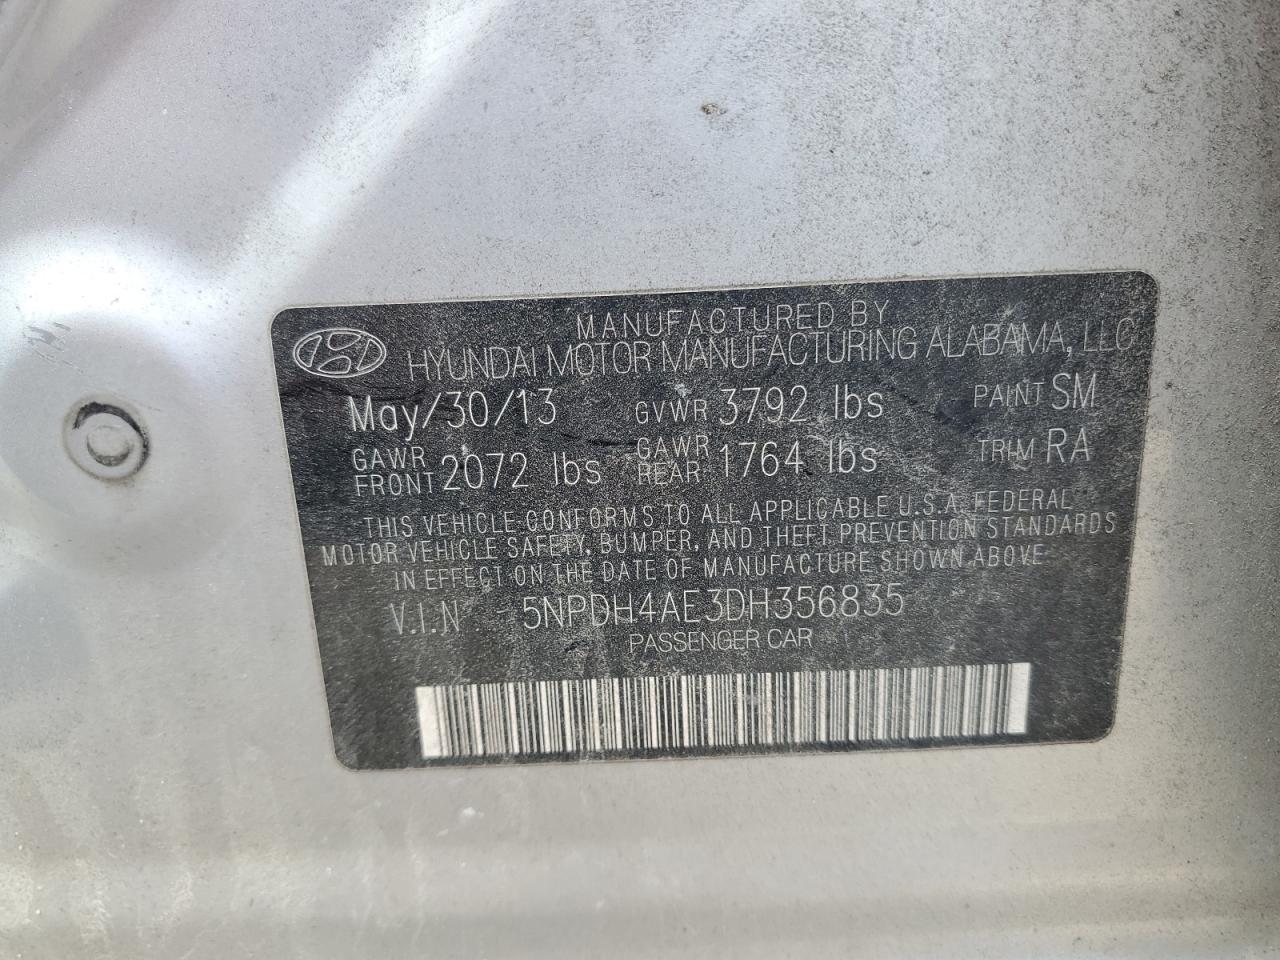 MANUFACTURED BY
HYUNDAI MOTOR MANUFACTURING ALABAMA, LLC
May/30/13 GVWR 3792 lbs PAINT SM
GAWR FRONT 2072 lbs GAWR REAR 1764 lbs TRIM RA
THIS VEHICLE CONFORMS TO ALL APPLICABLE U.S.A. FEDERAL
MOTOR VEHICLE SAFETY, BUMPER, AND THEFT PREVENTION STANDARDS
IN EFFECT ON THE DATE OF MANUFACTURE SHOWN ABOVE
V.I.N 5NPDH4AE3DH356835
PASSENGER CAR